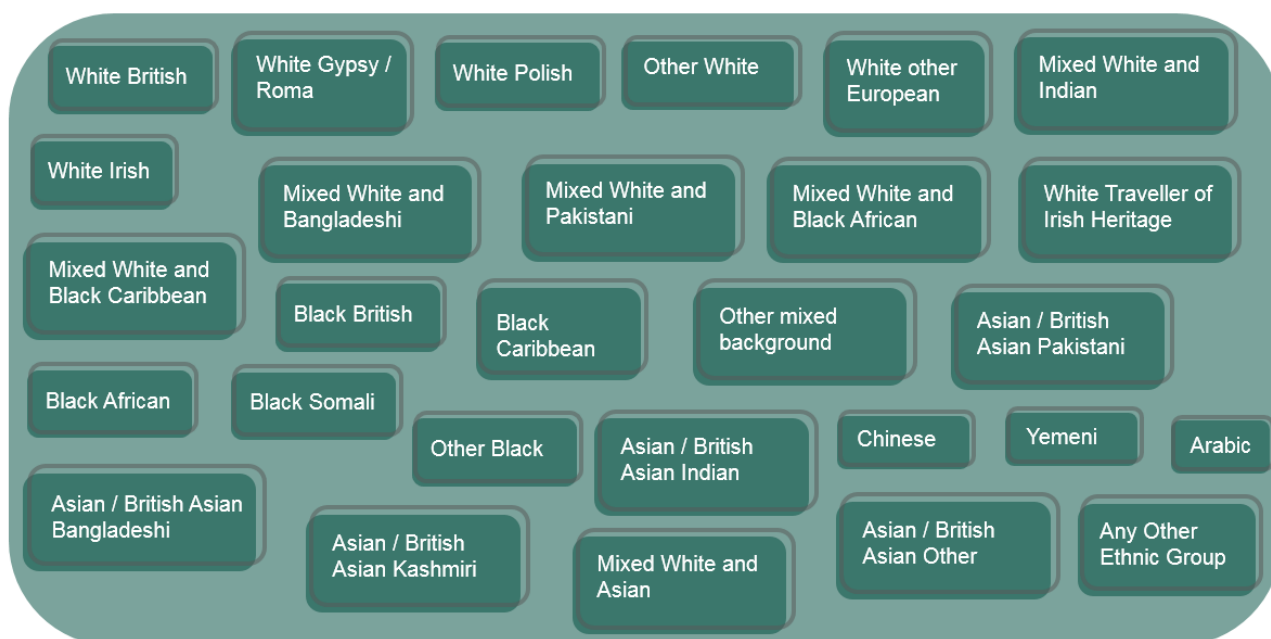 White British
White Gypsy /
Roma
White Polish
Other White
White other
European
Mixed White and
Indian
White Irish
Mixed White and
Bangladeshi
Mixed White and
Pakistani
Mixed White and
Black African
White Traveller of
Irish Heritage
Mixed White and
Black Caribbean
Black British
Black
Caribbean
Other mixed
background
Asian / British
Asian Pakistani
Black African
Black Somali
Other Black
Asian / British
Asian Indian
Chinese
Yemeni
Arabic
Asian / British Asian
Bangladeshi
Asian / British
Asian Kashmiri
Mixed White and
Asian
Asian / British
Asian Other
Any Other
Ethnic Group